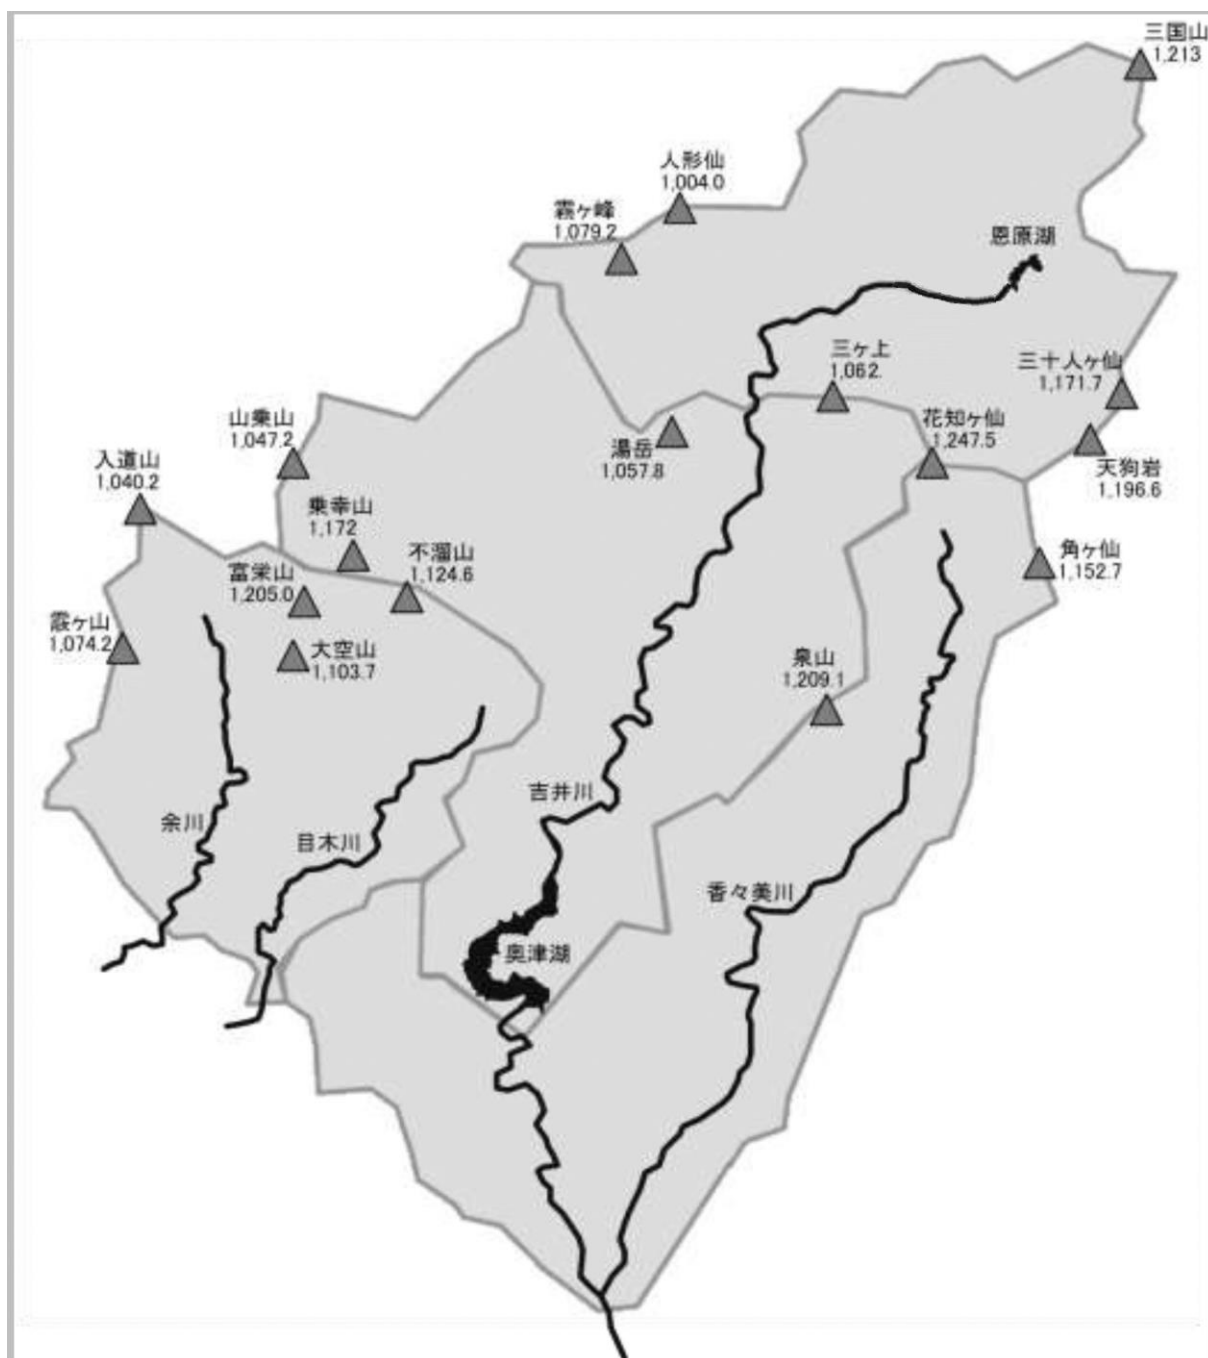 三国山
1,213
人形仙
1,004.0
霧ヶ峰
1,079.2
恩原湖
三ヶ上
1,062.
三十人ヶ仙
1,171.7
山乗山
1,047.2
花知ヶ仙
1,247.5
湯岳
1,057.8
入道山
1,040.2
天狗岩
1,196.6
乗幸山
1,172
不溜山
1,124.6
角ヶ仙
1,152.7
富栄山
1,205.0
霞ヶ山
1,074.2
大空山
1,103.7
泉山
1,209.1
吉井川
余川
目木川
香々美川
奥津湖